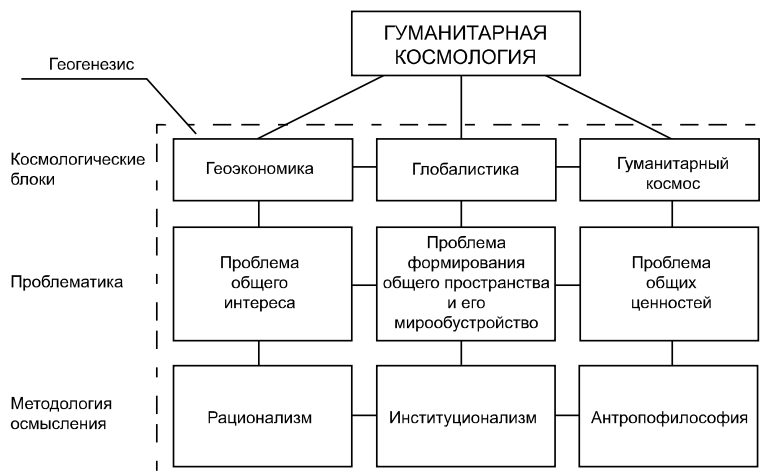 ГУМАНИТАРНАЯ
КОСМОЛОГИЯ
Геогенезис
Космологические
блоки
Геоэкономика
Глобалистика
Гуманитарный
космос
Проблематика
Проблема
общего
интереса
Проблема
формирования
общего пространства
и его
мирообустройство
Проблема
общих
ценностей
Методология
осмысления
Рационализм
Институционализм
Антропофилософия